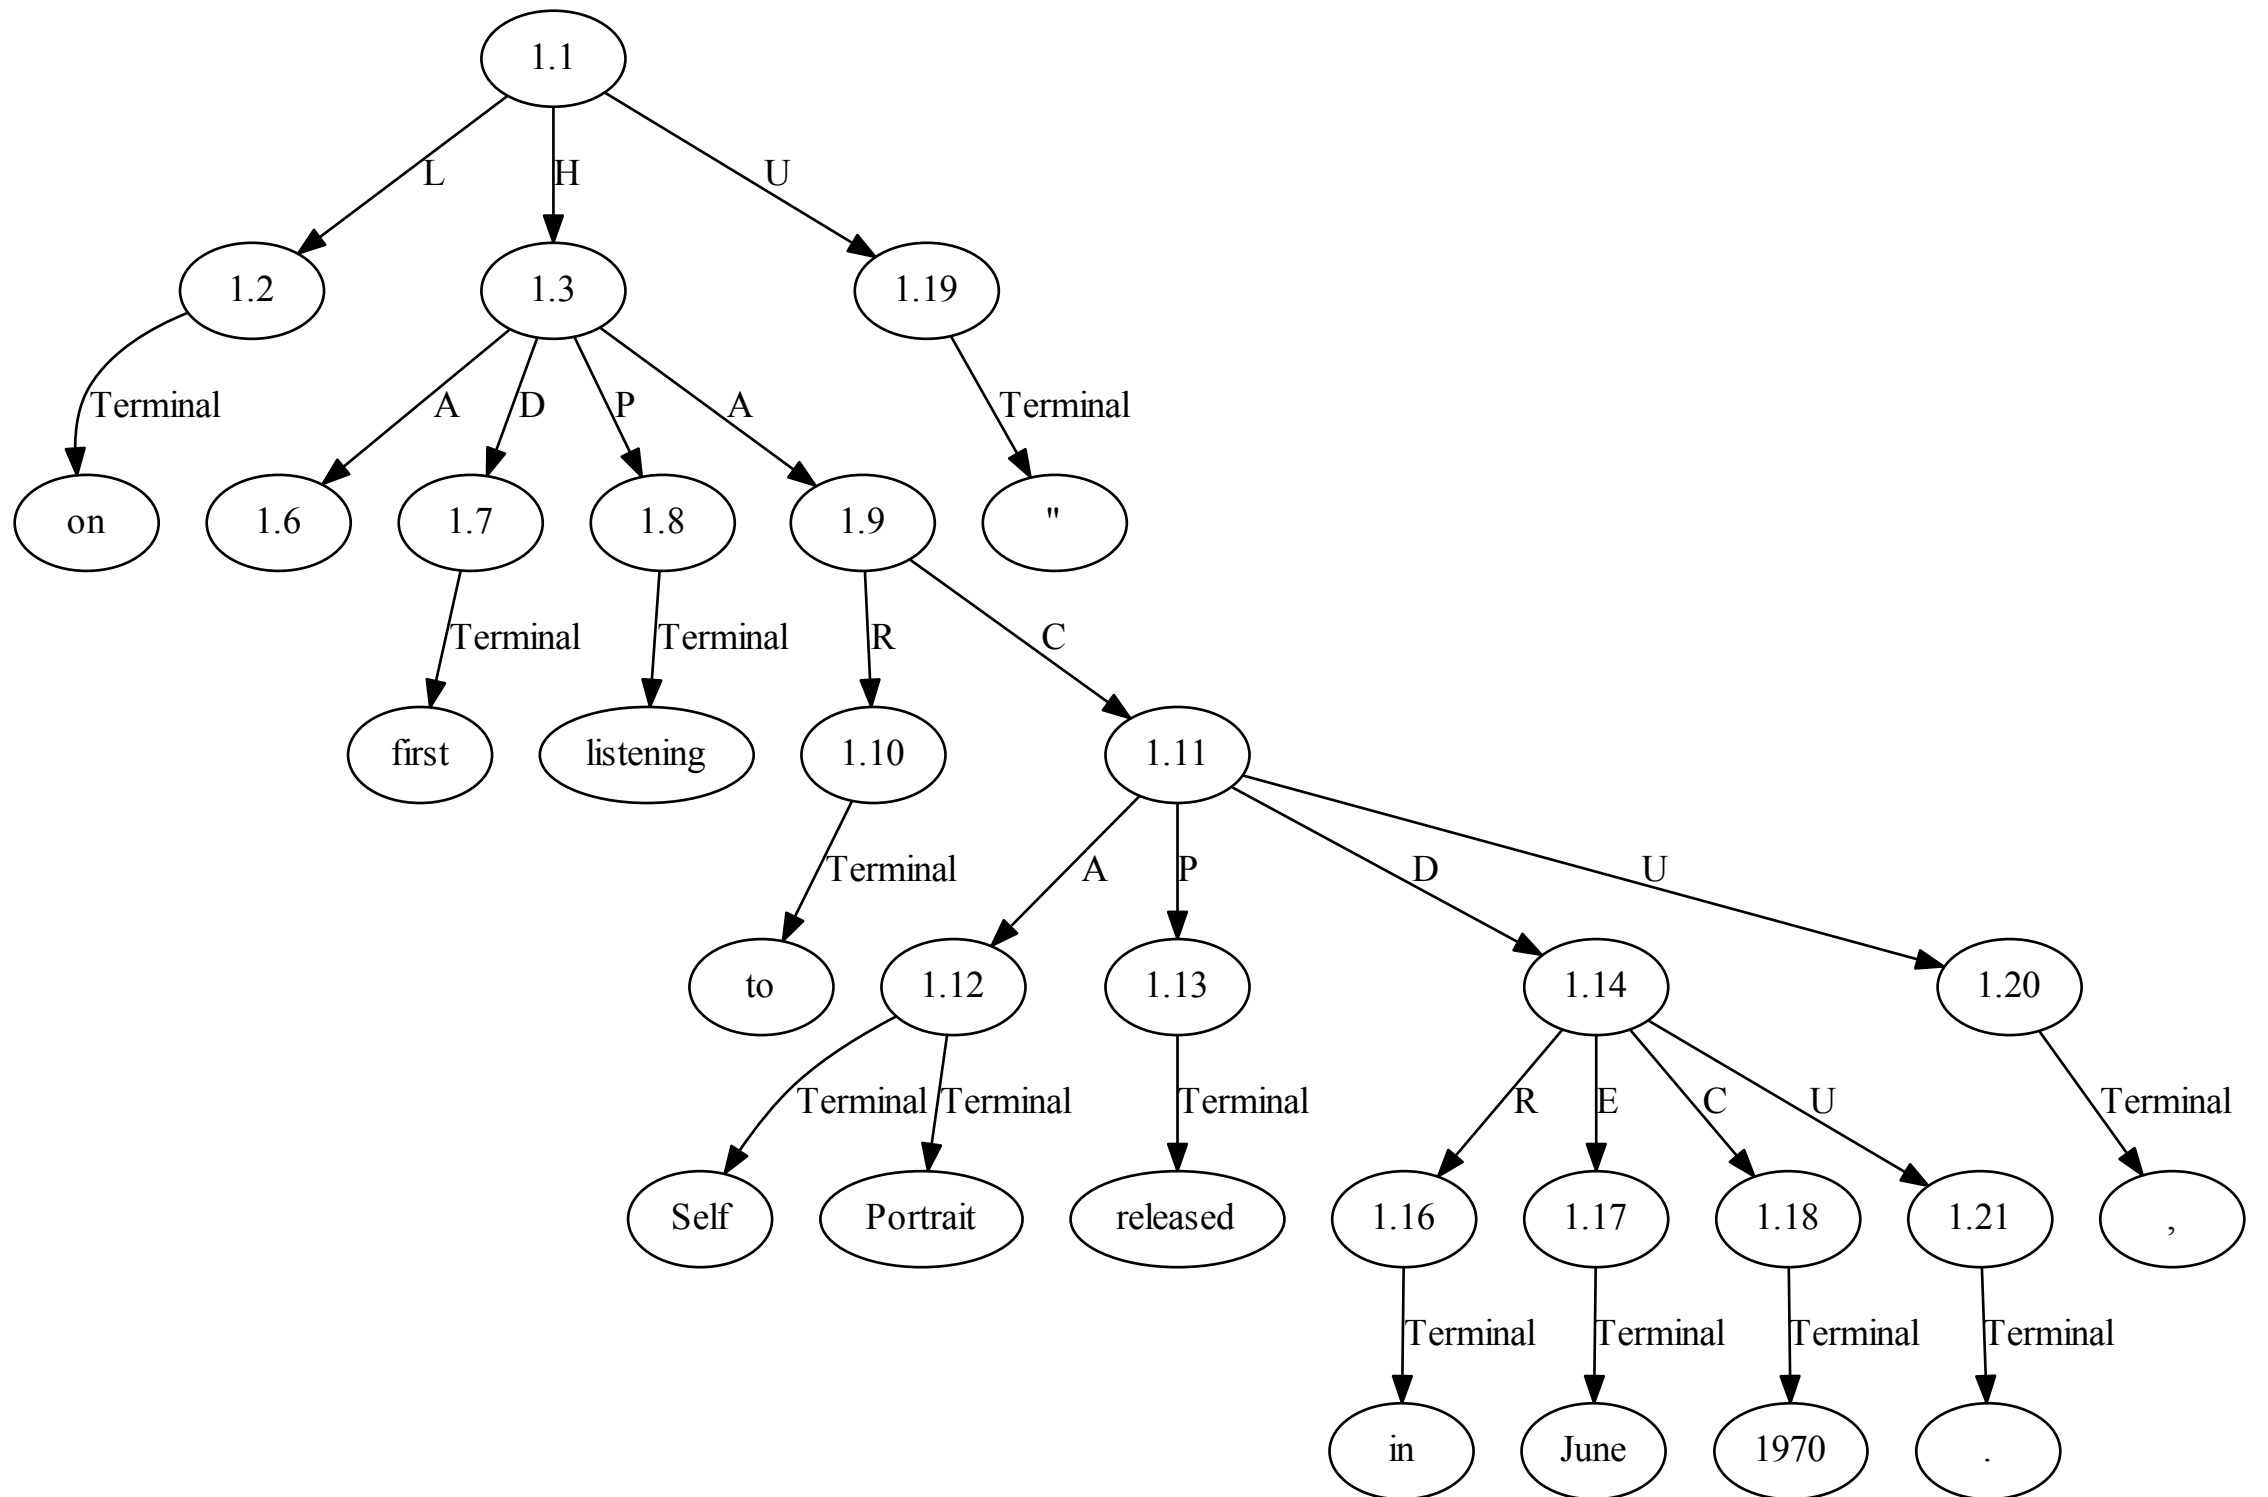 1.1
L H U
1.2 1.3 1.19
Terminal A D P A Terminal
on 1.6 1.7 1.8 1.9 "
Terminal Terminal R C
first listening 1.10 1.11
Terminal A P D U
to 1.12 1.13 1.14 1.20
Terminal Terminal Terminal R E C U Terminal
Self Portrait released 1.16 1.17 1.18 1.21 ,
Terminal Terminal Terminal Terminal
in June 1970 .